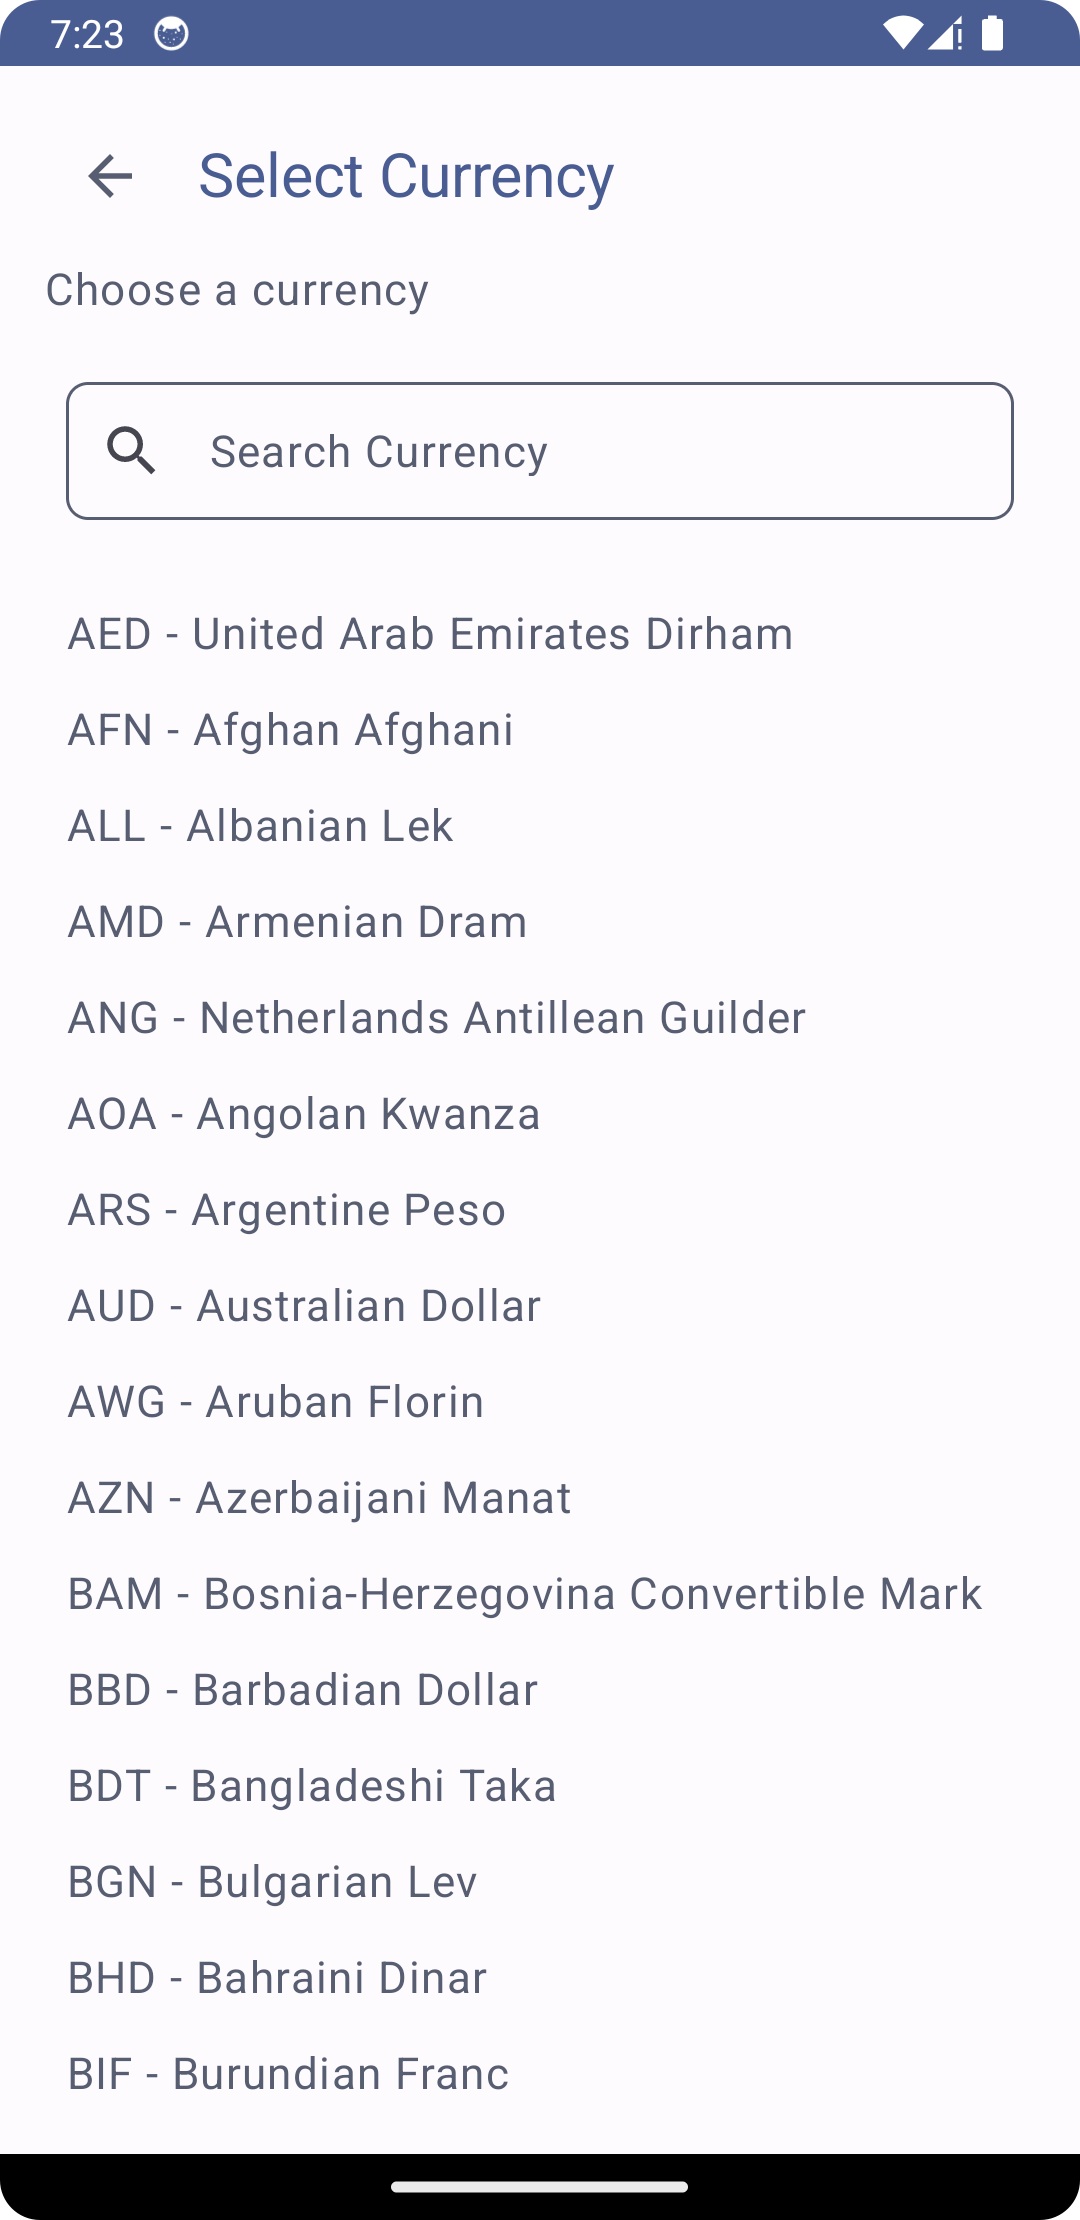 7:23
Select Currency
Choose a currency
Search Currency
AED - United Arab Emirates Dirham
AFN - Afghan Afghani
ALL - Albanian Lek
AMD - Armenian Dram
ANG - Netherlands Antillean Guilder
AOA - Angolan Kwanza
ARS - Argentine Peso
AUD - Australian Dollar
AWG - Aruban Florin
AZN - Azerbaijani Manat
BAM - Bosnia-Herzegovina Convertible Mark
BBD - Barbadian Dollar
BDT - Bangladeshi Taka
BGN - Bulgarian Lev
BHD - Bahraini Dinar
BIF - Burundian Franc